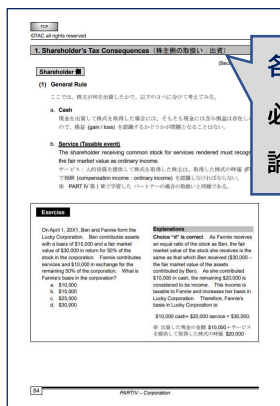 TCP
©TAC all rights reserved
1. Shareholder's Tax Consequences（株主側の取扱い：出資）
Shareholder 側
(1) General Rule
ここでは、株主が何を出資したかで、以下の3つに分けて考えてみる。
a. Cash
現金を出資して株式を取得した場合には、そもそも現金には含み損益は存在し
ので、損益 (gain / loss) を認識するかどうかが問題となることはない。
b. Service (Taxable event)
The shareholder receiving common stock for services rendered must recog
the fair market value as ordinary income.
サービス：人的役務を提供して株式を取得した株主は、取得した株式の時価 (F
で報酬 (compensation income : ordinary income) を認識しなければならない。
※ PART IV 第1章で学習した パートナーの場合の取扱いと同様である。
各
必
論
Exercise
On April 1, 20X1, Ben and Fannie form the
Lucky Corporation. Ben contributes assets
with a basis of $15,000 and a fair market
value of $30,000 in return for 50% of the
stock in the corporation. Fannie contributes
services and $10,000 in exchange for the
remaining 50% of the corporation. What is
Fannie's basis in the corporation?
a. $10,000
b. $15,000
c. $25,000
d. $30,000
Explanations
Choice "d" is correct. As Fannie receives
an equal ratio of the stock as Ben, the fair
market value of the stock she receives is the
same as that which Ben received ($30,000 –
the fair market value of the assets
contributed by Ben). As she contributed
$10,000 in cash, the remaining $20,000 is
considered to be income. This income is
taxable to Fannie and increases her basis in
Lucky Corporation. Therefore, Fannie's
basis in Lucky Corporation is:
$10,000 cash+ $20,000 service = $30,000
※ 出資した現金の金額 $10,000＋サービス
を提供して取得した株式の時価 $20,000
84
PARTIV – Corporation